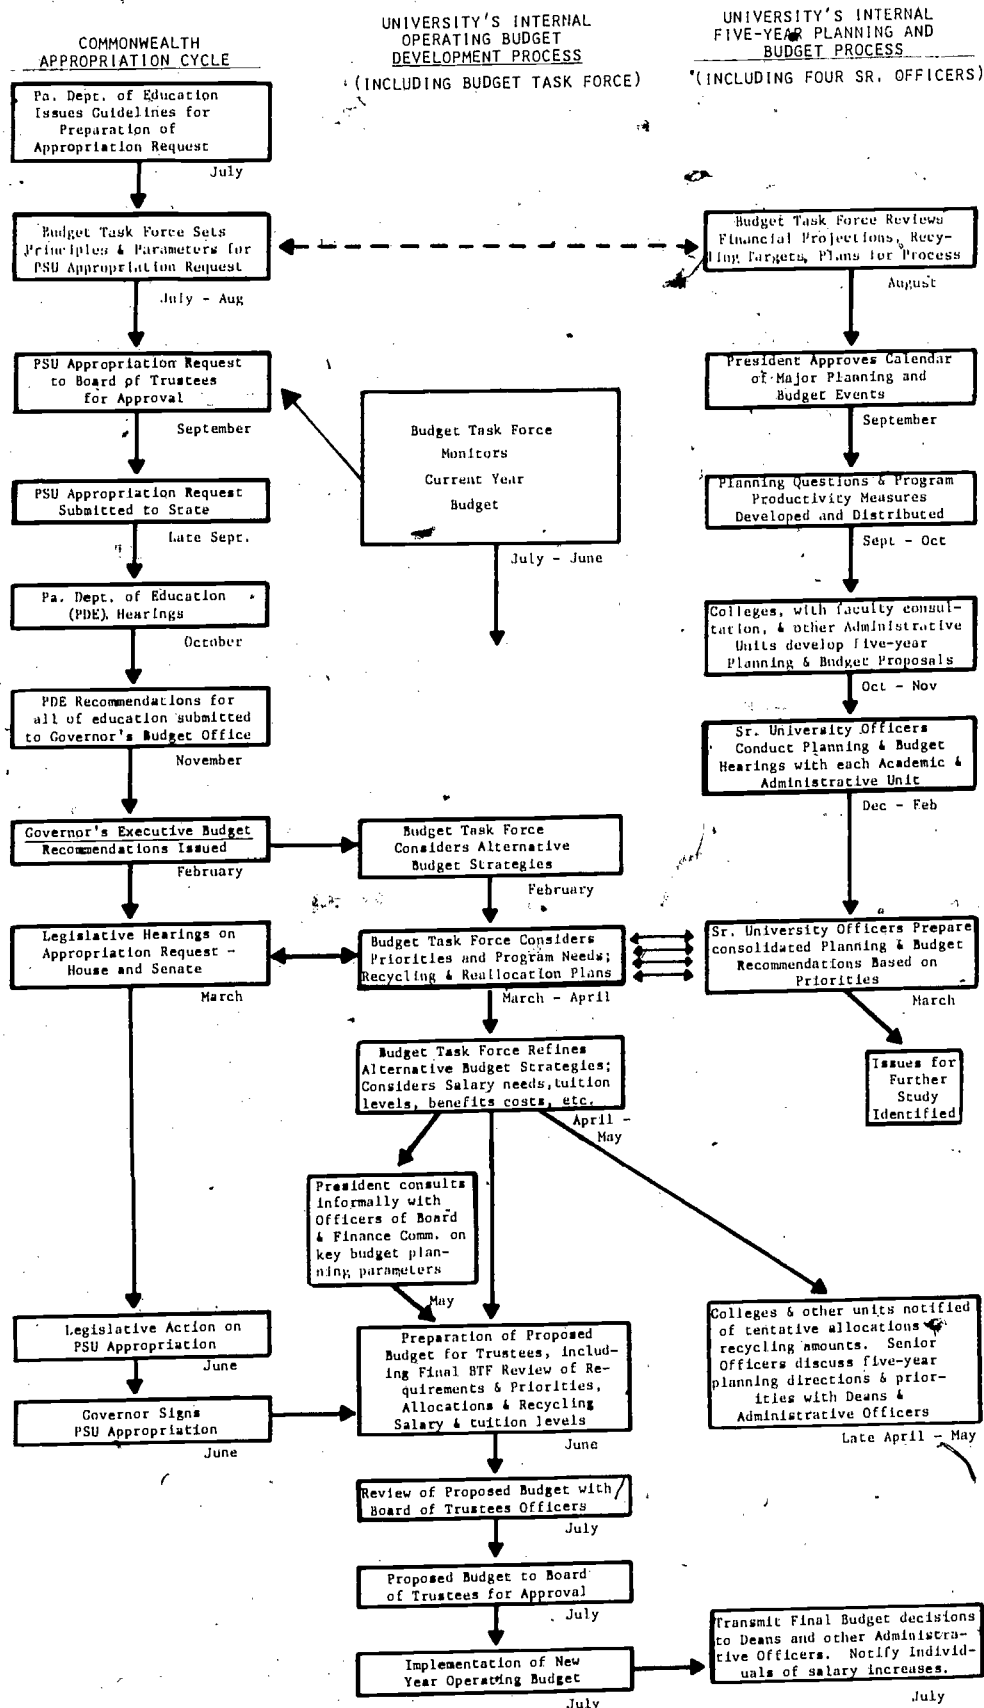 COMMONWEALTH
APPROPRIATION CYCLE
Pa. Dept. of Education
Issues Guidelines for
Preparation of
Appropriation Request
July
Budget Task Force Sets
Principles & Parameters for
PSU Appropriation Request
July - Aug
PSU Appropriation Request
to Board of Trustees
for Approval
September
PSU Appropriation Request
Submitted to State
Late Sept.
Pa. Dept. of Education
(PDE). Hearings
October
PDE Recommendations for
all of education submitted
to Governor's Budget Office
November
Governor's Executive Budget
Recommendations Issued
February
Legislative Hearings on
Appropriation Request -
House and Senate
March
Legislative Action on
PSU Appropriation
June
Governor Signs
PSU Appropriation
June
UNIVERSITY'S INTERNAL
OPERATING BUDGET
DEVELOPMENT PROCESS
(INCLUDING BUDGET TASK FORCE)
Budget Task Force
Monitors
Current Year
Budget
July - June
Budget Task Force
Considers Alternative
Budget Strategies
February
Budget Task Force Considers
Priorities and Program Needs;
Recycling & Reallocation Plans
March - April
Budget Task Force Refines
Alternative Budget Strategies;
Considers Salary needs, tuition
levels, benefits costs, etc.
April -
May
President consults
informally with
Officers of Board
& Finance Comm. on
key budget plan-
ning parameters
May
Preparation of Proposed
Budget for Trustees, includ-
ing Final BTF Review of Re-
quirements & Priorities,
Allocations & Recycling
Salary & tuition levels
June
Review of Proposed Budget with
Board of Trustees Officers
July
Proposed Budget to Board
of Trustees for Approval
July
Implementation of New
Year Operating Budget
July
UNIVERSITY'S INTERNAL
FIVE-YEAR PLANNING AND
BUDGET PROCESS
(INCLUDING FOUR SR. OFFICERS)
Budget Task Force Reviews
Financial Projections, Recy-
ling Targets, Plans for Process
August
President Approves Calendar
of Major Planning and
Budget Events
September
Planning Questions & Program
Productivity Measures
Developed and Distributed
Sept - Oct
Colleges, with faculty consul-
tation, & other Administrative
Units develop five-year
Planning & Budget Proposals
Oct - Nov
Sr. University Officers
Conduct Planning & Budget
Hearings with each Academic &
Administrative Unit
Dec - Feb
Sr. University Officers Prepare
consolidated Planning & Budget
Recommendations Based on
Priorities
March
Issues for
Further
Study
Identified
Colleges & other units notified
of tentative allocations
recycling amounts. Senior
Officers discuss five-year
planning directions & prior-
ities with Deans &
Administrative Officers
Late April - May
Transmit Final Budget decisions
to Deans and other Administra-
tive Officers. Notify Individ-
uals of salary increases.
July